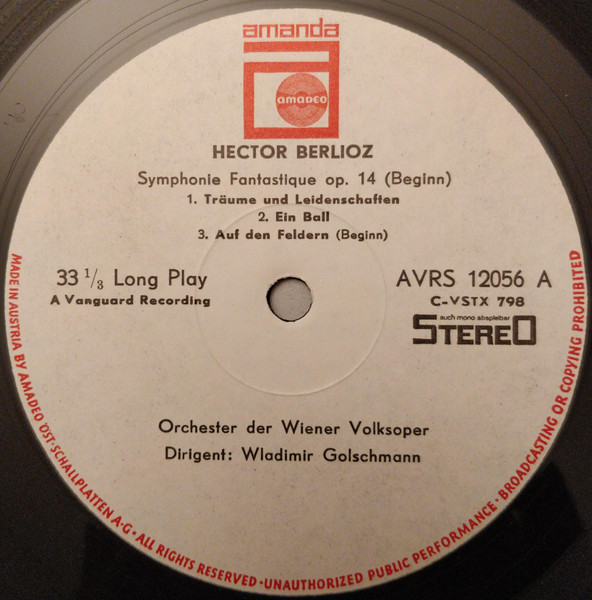 amanda
AMADEO
HECTOR BERLIOZ
Symphonie Fantastique op. 14 (Beginn)
1. Träume und Leidenschaften
2. Ein Ball
3. Auf den Feldern (Beginn)
33 1/3 Long Play
A Vanguard Recording
AVRS 12056 A
C-VSTX 798
auch mono abspielbar
STEREO
Orchester der Wiener Volksoper
Dirigent: Wladimir Golschmann
MADE IN AUSTRIA BY AMADEO ÖST. SCHALLPLATTEN A-G • ALL RIGHTS RESERVED • UNAUTHORIZED PUBLIC PERFORMANCE • BROADCASTING OR COPYING PROHIBITED